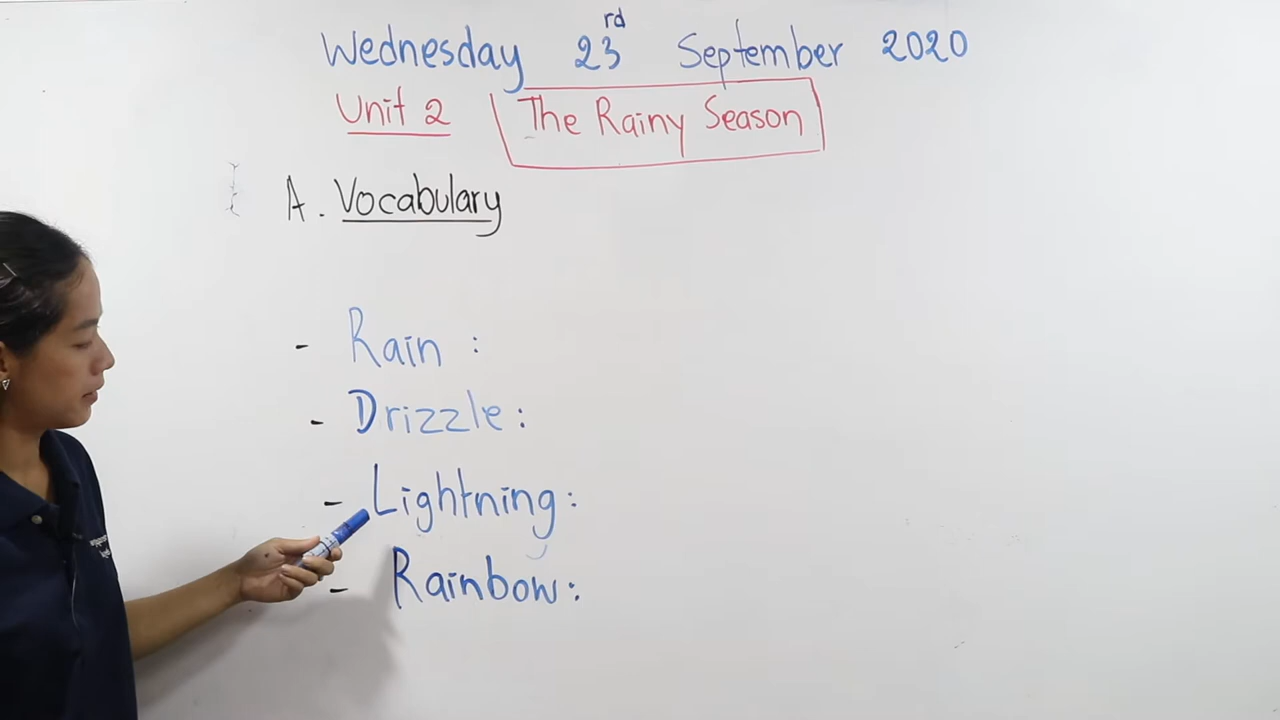 Wednesday 23rd September 2020
Unit 2 The Rainy Season
A. Vocabulary
- Rain :
- Drizzle:
- Lightning:
- Rainbow: